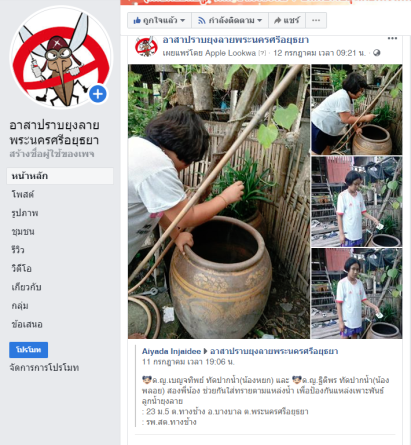 ถูกใจแล้ว กำลังติดตาม แชร์ ...
อาสาปราบยุงลายพระนครศรีอยุธยา
เผยแพร่โดย Apple Lookwa [?] · 12 กรกฎาคม เวลา 09:21 น. ·
อาสาปราบยุงลาย
พระนครศรีอยุธยา
สร้างชื่อผู้ใช้ของเพจ
หน้าหลัก
โพสต์
รูปภาพ
ชุมชน
รีวิว
วิดีโอ
เกี่ยวกับ
กลุ่ม
ข้อเสนอ
โปรโมท
จัดการการโปรโมท
Aiyada Injaidee ▸ อาสาปราบยุงลายพระนครศรีอยุธยา
11 กรกฎาคม เวลา 19:06 น.
ด.ญ.เบญจทิพย์ ทัดปากน้ำ(น้องหยก) และ ด.ญ.ฐิติพร ทัดปากน้ำ(น้อง
พลอย) สองพี่น้อง ช่วยกันใส่ทรายตามแหล่งน้ำ เพื่อป้องกันแหล่งเพาะพันธ์
ลูกน้ำยุงลาย
: 23 ม.5 ต.ทางช้าง อ.บางบาล จ.พระนครศรีอยุธยา
: รพ.สต.ทางช้าง